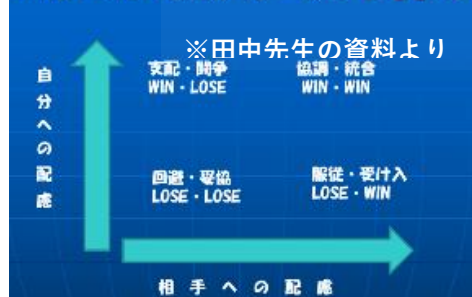 ※田中先生の資料より
支配・闘争
WIN・LOSE
協調・統合
WIN・WIN
自分への配慮
回避・妥協
LOSE・LOSE
服従・受け入
LOSE・WIN
相手への配慮